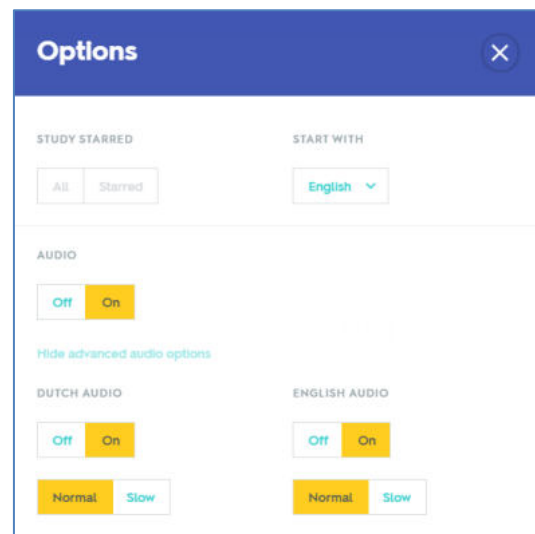 Options
STUDY STARRED START WITH
All Starred English
AUDIO
Off On
Hide advanced audio options
DUTCH AUDIO ENGLISH AUDIO
Off On Off On
Normal Slow Normal Slow